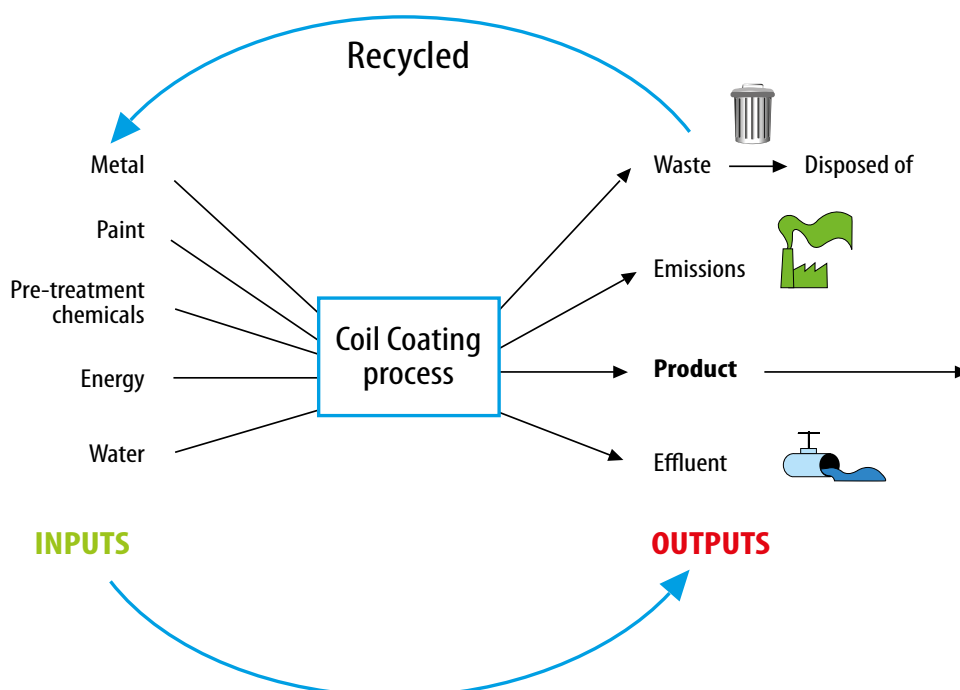 Recycled
Metal
Paint
Pre-treatment
chemicals
Energy
Water
Coil Coating
process
Waste
Disposed of
Emissions
Product
Effluent
INPUTS
OUTPUTS